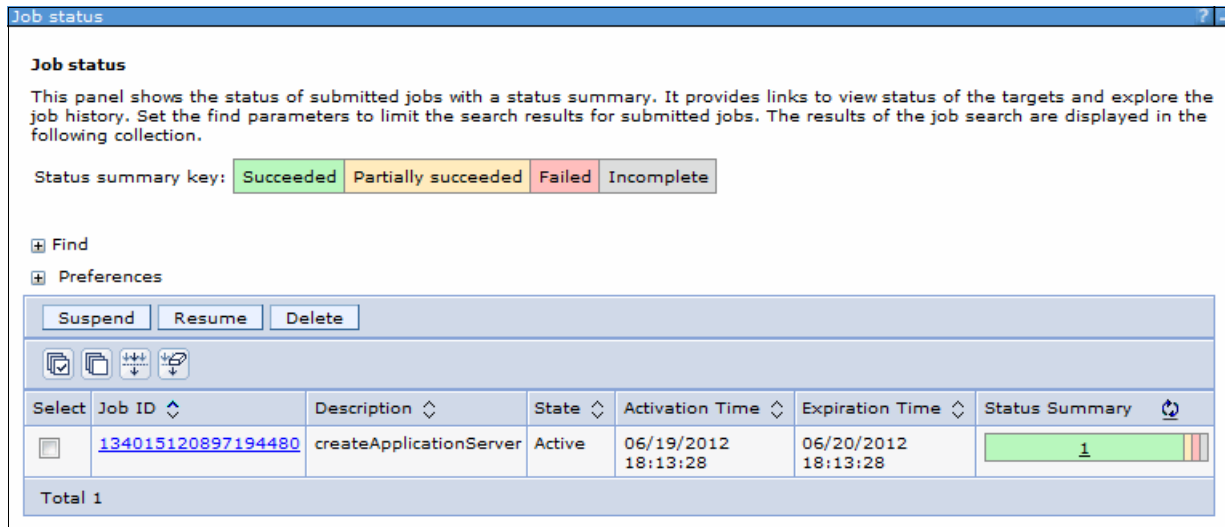 Job status ? -
Job status
This panel shows the status of submitted jobs with a status summary. It provides links to view status of the targets and explore the
job history. Set the find parameters to limit the search results for submitted jobs. The results of the job search are displayed in the
following collection.
Status summary key: Succeeded Partially succeeded Failed Incomplete
Find
Preferences
Suspend Resume Delete
Select Job ID Description State Activation Time Expiration Time Status Summary
134015120897194480 createApplicationServer Active 06/19/2012 06/20/2012 1
18:13:28 18:13:28
Total 1